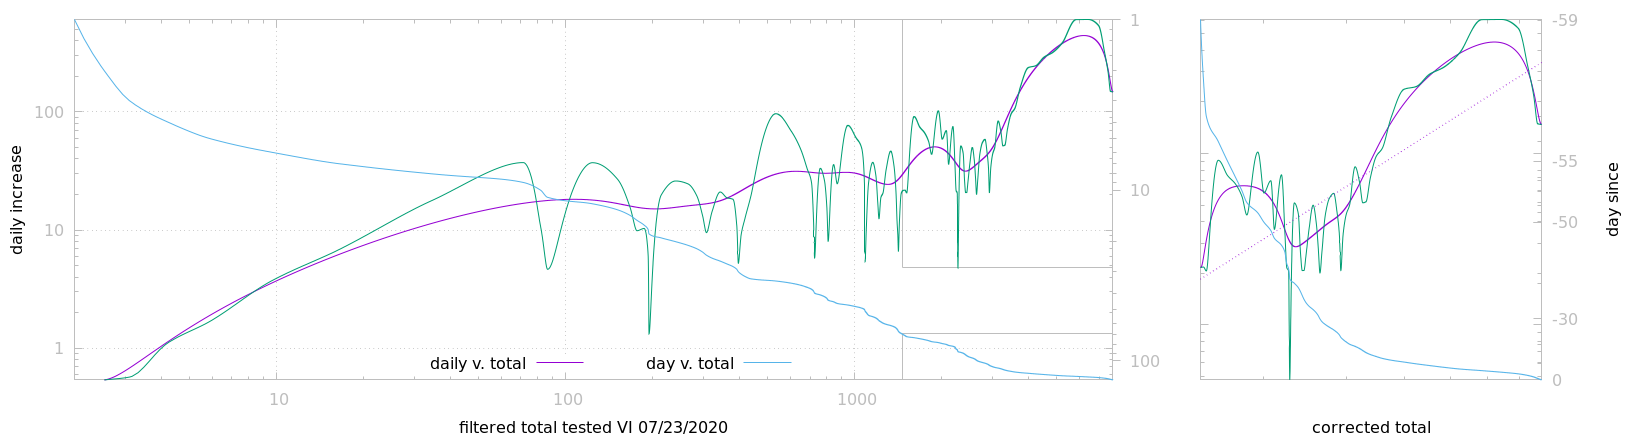 daily increase
100
10
1
daily v. total
day v. total
10
100
1000
filtered total tested VI 07/23/2020
1
10
100
-59
-55
-50
-30
0
day since
corrected total